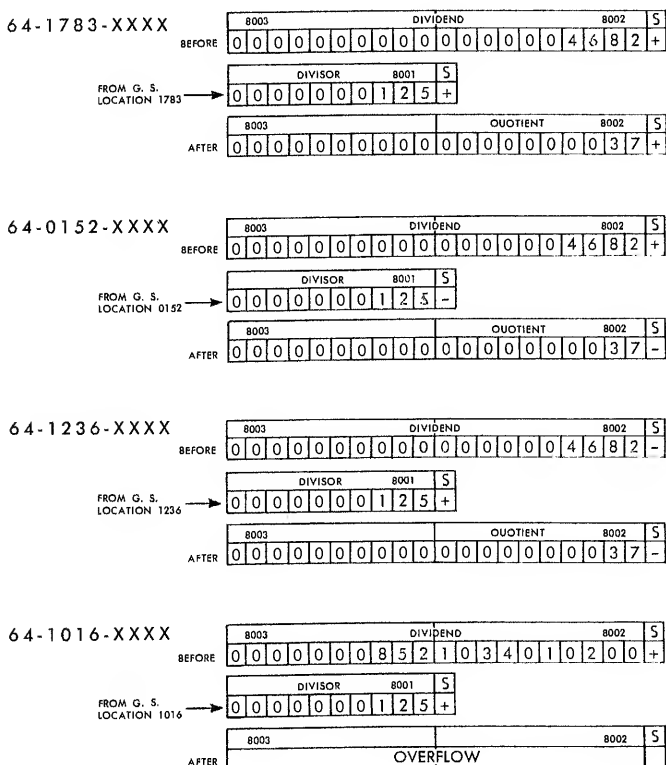 64-1783-XXXX 8003 DIVIDEND 8002 S
BEFORE 0 0 0 0 0 0 0 0 0 0 0 0 0 0 0 0 4 6 8 2 +
DIVISOR 8001 S
FROM G. S. LOCATION 1783 0 0 0 0 0 0 0 1 2 5 +
8003 QUOTIENT 8002 S
AFTER 0 0 0 0 0 0 0 0 0 0 0 0 0 0 0 0 0 0 3 7 +
64-0152-XXXX 8003 DIVIDEND 8002 S
BEFORE 0 0 0 0 0 0 0 0 0 0 0 0 0 0 0 0 4 6 8 2 +
DIVISOR 8001 S
FROM G. S. LOCATION 0152 0 0 0 0 0 0 0 1 2 5 -
8003 QUOTIENT 8002 S
AFTER 0 0 0 0 0 0 0 0 0 0 0 0 0 0 0 0 0 0 3 7 -
64-1236-XXXX 8003 DIVIDEND 8002 S
BEFORE 0 0 0 0 0 0 0 0 0 0 0 0 0 0 0 0 4 6 8 2 -
DIVISOR 8001 S
FROM G. S. LOCATION 1236 0 0 0 0 0 0 0 1 2 5 +
8003 QUOTIENT 8002 S
AFTER 0 0 0 0 0 0 0 0 0 0 0 0 0 0 0 0 0 0 3 7 -
64-1016-XXXX 8003 DIVIDEND 8002 S
BEFORE 0 0 0 0 0 0 0 8 5 2 1 0 3 4 0 1 0 2 0 0 +
DIVISOR 8001 S
FROM G. S. LOCATION 1016 0 0 0 0 0 0 0 1 2 5 +
8003 8002 S
AFTER OVERFLOW